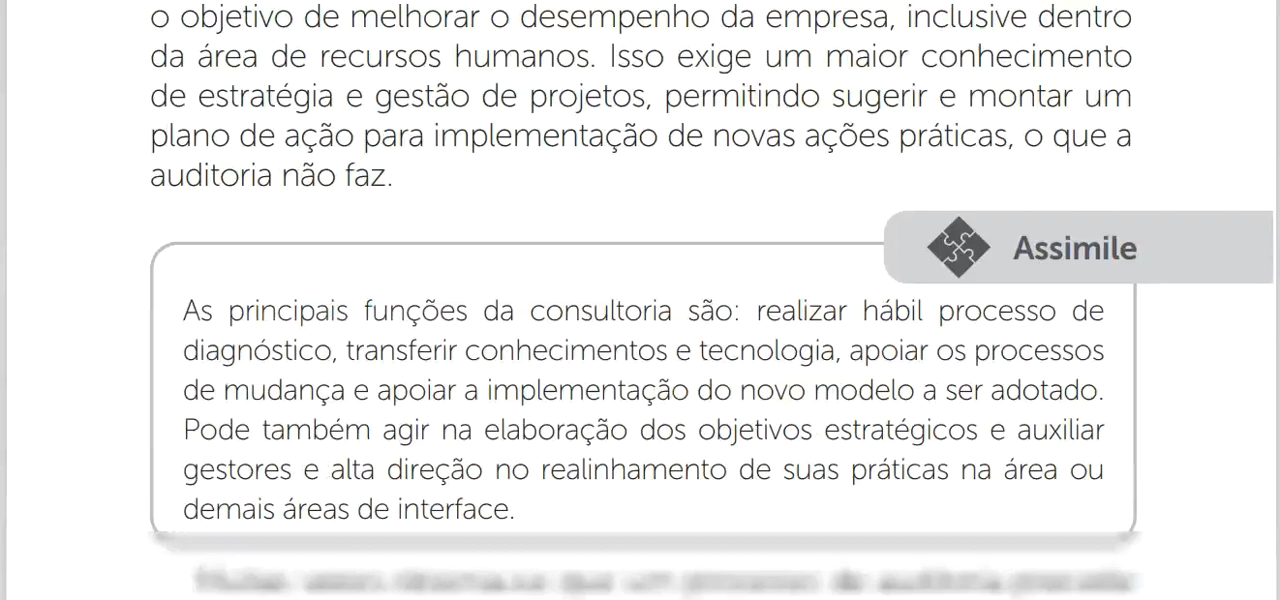 o objetivo de melhorar o desempenho da empresa, inclusive dentro
da área de recursos humanos. Isso exige um maior conhecimento
de estratégia e gestão de projetos, permitindo sugerir e montar um
plano de ação para implementação de novas ações práticas, o que a
auditoria não faz.
Assimile
As principais funções da consultoria são: realizar hábil processo de
diagnóstico, transferir conhecimentos e tecnologia, apoiar os processos
de mudança e apoiar a implementação do novo modelo a ser adotado.
Pode também agir na elaboração dos objetivos estratégicos e auxiliar
gestores e alta direção no realinhamento de suas práticas na área ou
demais áreas de interface.